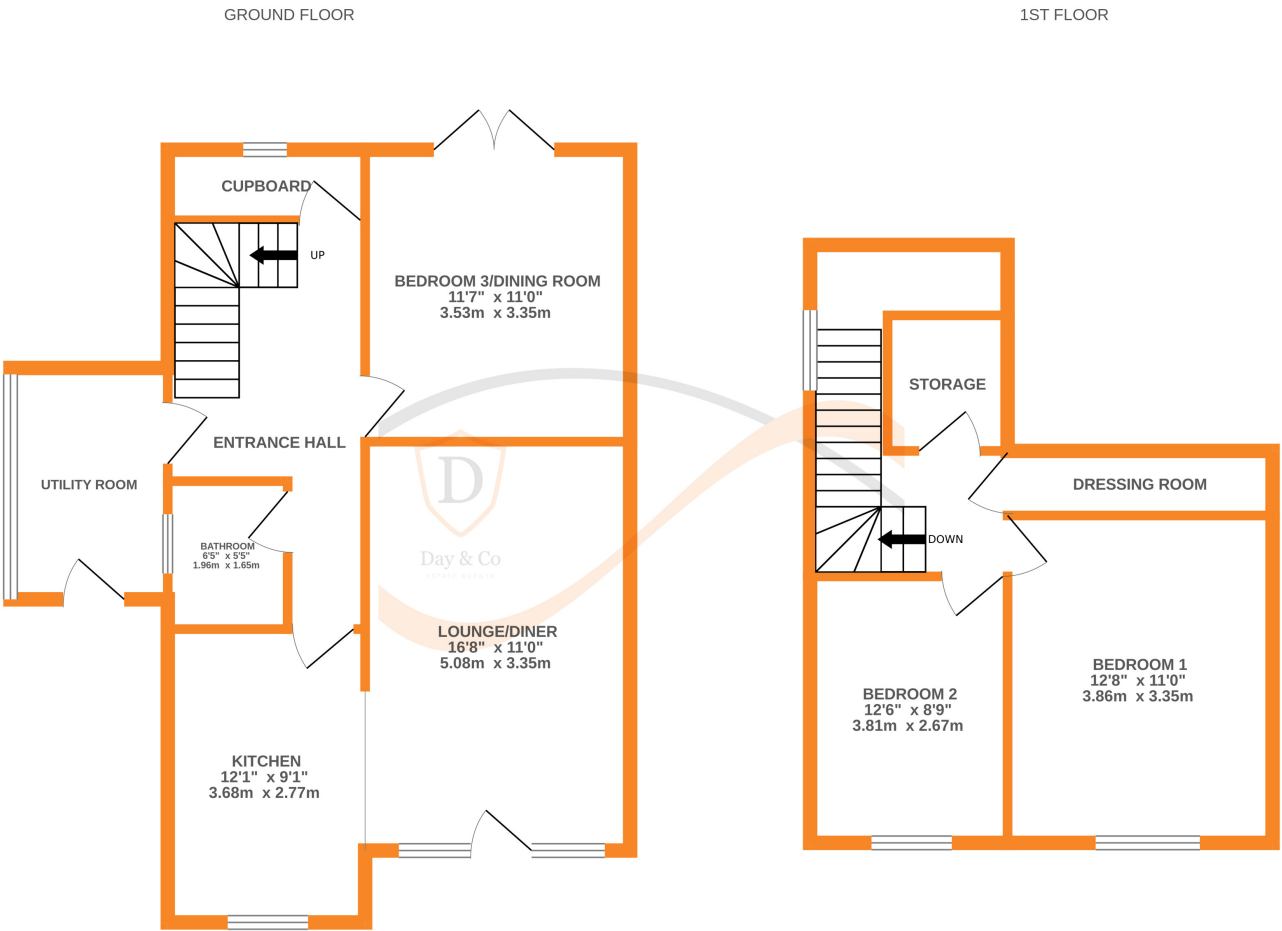 GROUND FLOOR
1ST FLOOR
CUPBOARD
UP
BEDROOM 3/DINING ROOM
11'7" x 11'0"
3.53m x 3.35m
ENTRANCE HALL
UTILITY ROOM
BATHROOM
6'5" x 5'5"
1.96m x 1.65m
D
Day & Co
ESTATE AGENTS
LOUNGE/DINER
16'8" x 11'0"
5.08m x 3.35m
KITCHEN
12'1" x 9'1"
3.68m x 2.77m
STORAGE
DRESSING ROOM
DOWN
BEDROOM 1
12'8" x 11'0"
3.86m x 3.35m
BEDROOM 2
12'6" x 8'9"
3.81m x 2.67m